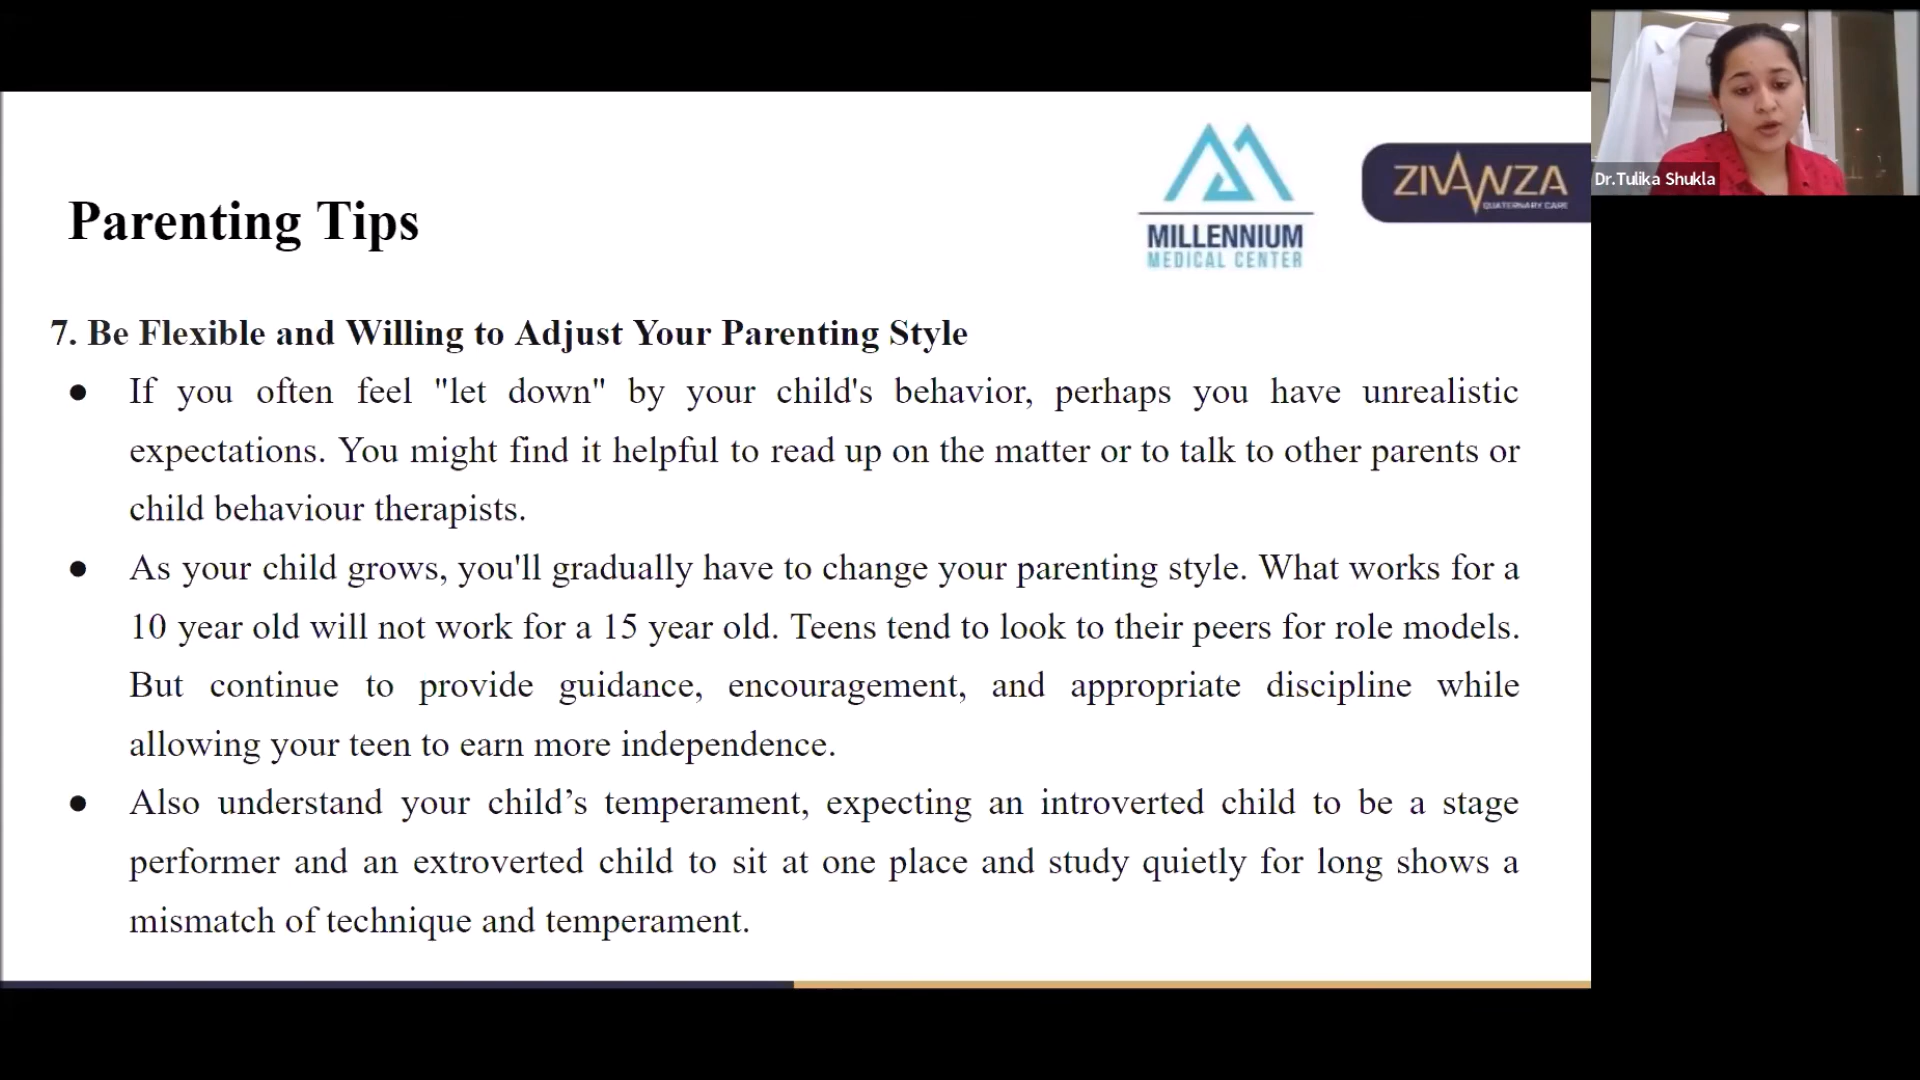 Parenting Tips
MILLENNIUM
MEDICAL CENTER
ZIVANZA
QUATERNARY CARE
Dr.Tulika Shukla
7. Be Flexible and Willing to Adjust Your Parenting Style
● If you often feel "let down" by your child's behavior, perhaps you have unrealistic
expectations. You might find it helpful to read up on the matter or to talk to other parents or
child behaviour therapists.
● As your child grows, you'll gradually have to change your parenting style. What works for a
10 year old will not work for a 15 year old. Teens tend to look to their peers for role models.
But continue to provide guidance, encouragement, and appropriate discipline while
allowing your teen to earn more independence.
● Also understand your child’s temperament, expecting an introverted child to be a stage
performer and an extroverted child to sit at one place and study quietly for long shows a
mismatch of technique and temperament.